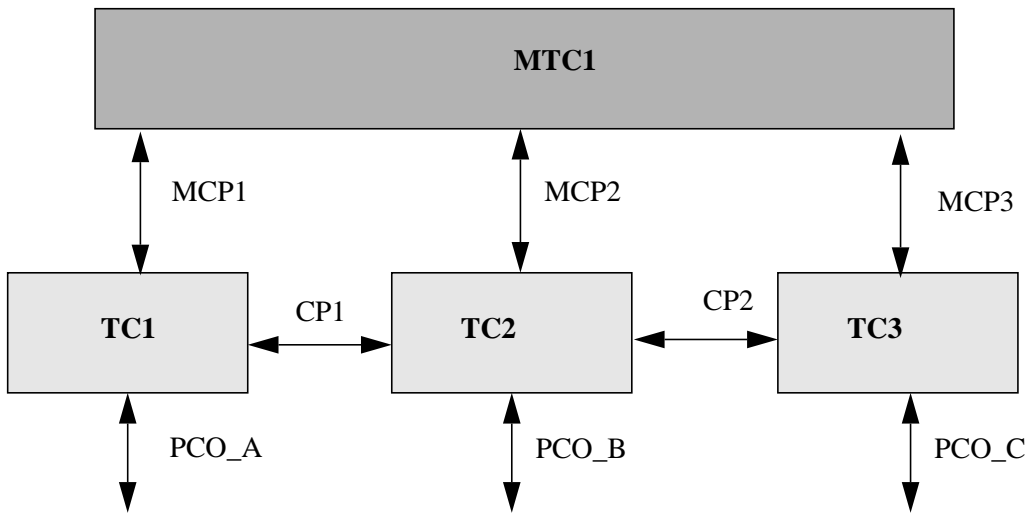 MTC1
MCP1
MCP2
MCP3
TC1
CP1
TC2
CP2
TC3
PCO_A
PCO_B
PCO_C